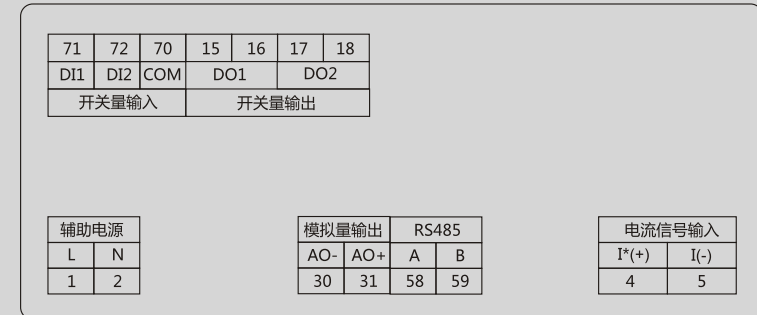 71 72 70 15 16 17 18
DI1 DI2 COM DO1 DO2
开关量输入 开关量输出
辅助电源 模拟量输出 RS485 电流信号输入
L N AO- AO+ A B I*(+) I(-)
1 2 30 31 58 59 4 5